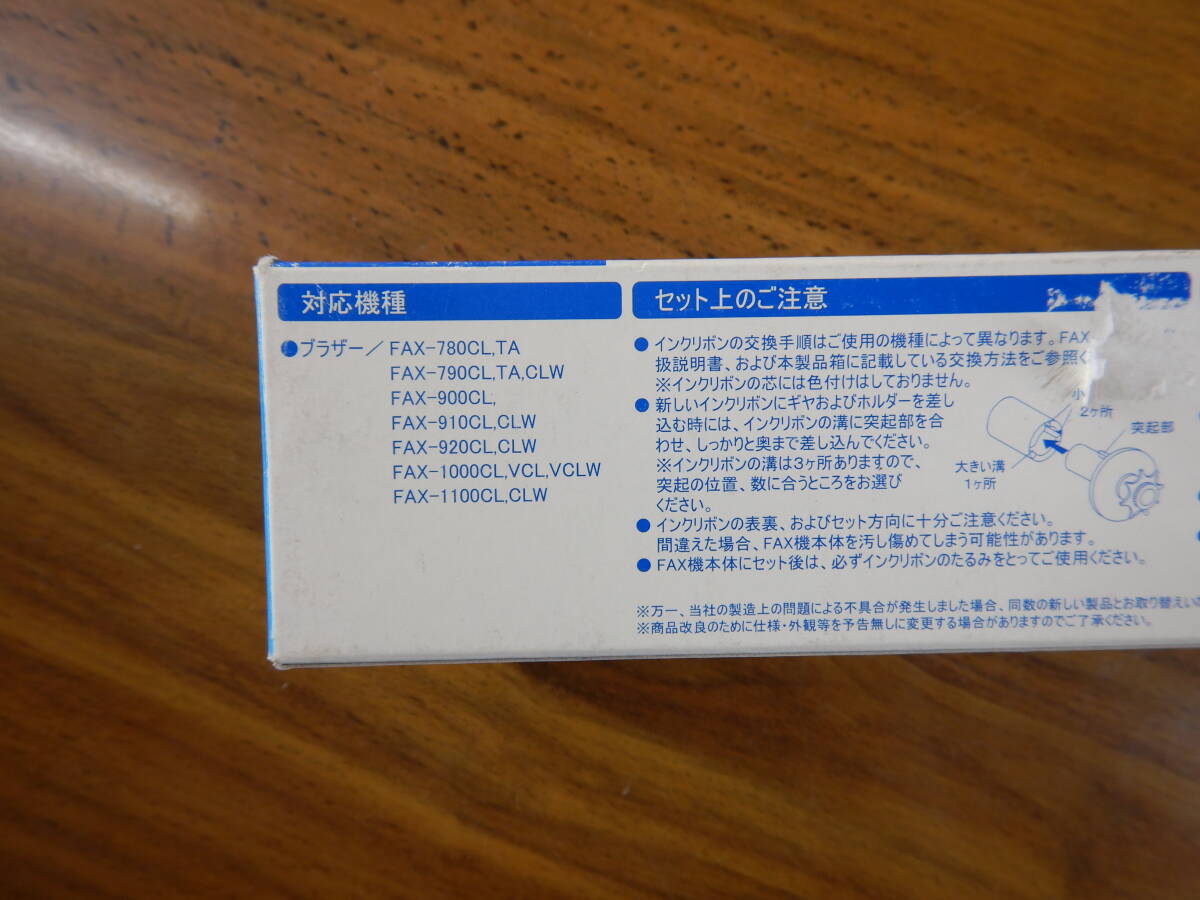 対応機種
●ブラザー/FAX-780CL,TA
FAX-790CL,TA,CLW
FAX-900CL,
FAX-910CL,CLW
FAX-920CL,CLW
FAX-1000CL,VCL,VCLW
FAX-1100CL,CLW
セット上のご注意
●インクリボンの交換手順はご使用の機種によって異なります。FAX
扱説明書、および本製品箱に記載している交換方法をご参照く
※インクリボンの芯には色付けはしておりません。
●新しいインクリボンにギヤおよびホルダーを差し
込む時には、インクリボンの溝に突起部を合
わせ、しっかりと奥まで差し込んでください。
※インクリボンの溝は3ヶ所ありますので、
突起の位置、数に合うところをお選び
ください。
小
2ヶ所
突起部
大きい溝
1ヶ所
●インクリボンの表裏、およびセット方向に十分ご注意ください。
間違えた場合、FAX機本体を汚し傷めてしまう可能性があります。
●FAX機本体にセット後は、必ずインクリボンのたるみをとってご使用ください。
※万一、当社の製造上の問題による不具合が発生しました場合、同数の新しい製品とお取り替えいた
※商品改良のために仕様・外観等を予告無しに変更する場合がありますのでご了承ください。